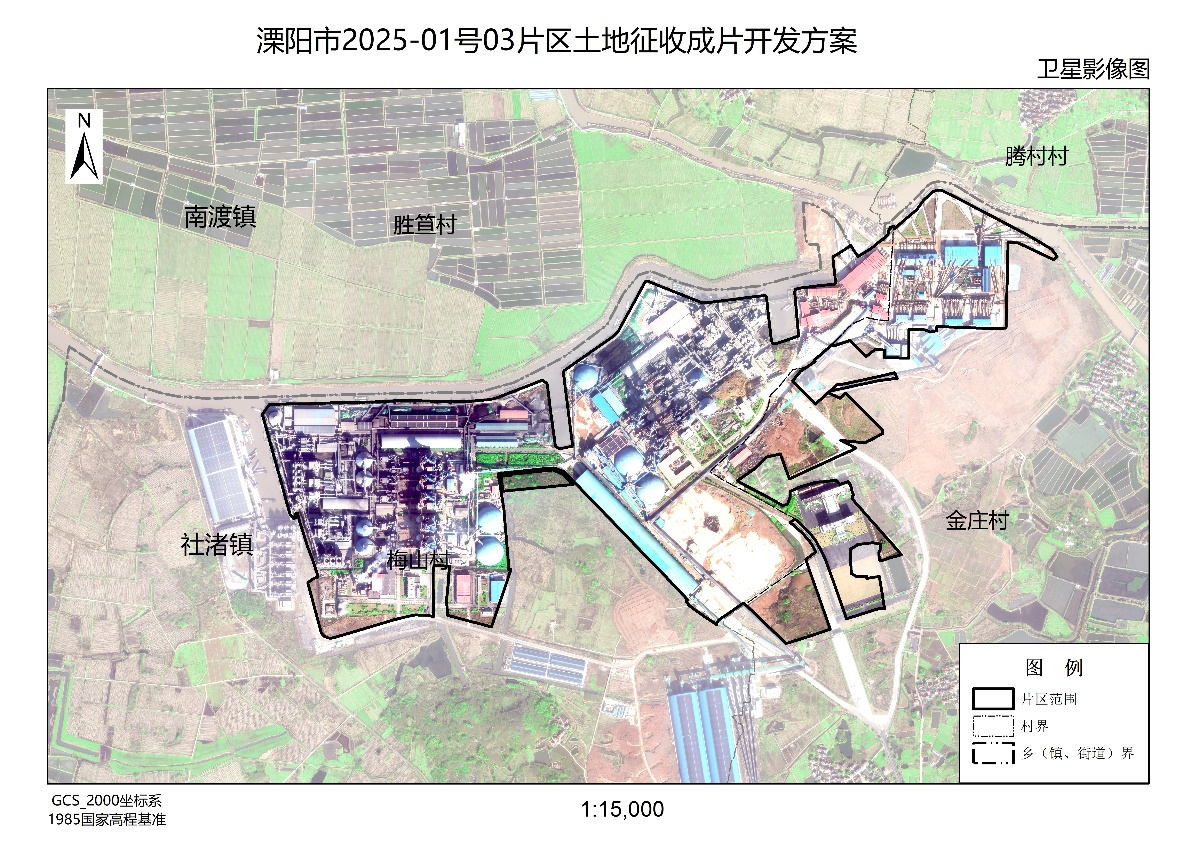 溧阳市2025-01号03片区土地征收成片开发方案
卫星影像图
N
腾村村
南渡镇
胜笪村
金庄村
社渚镇
梅山村
图 例
片区范围
村界
乡（镇、街道）界
GCS_2000坐标系
1985国家高程基准
1:15,000